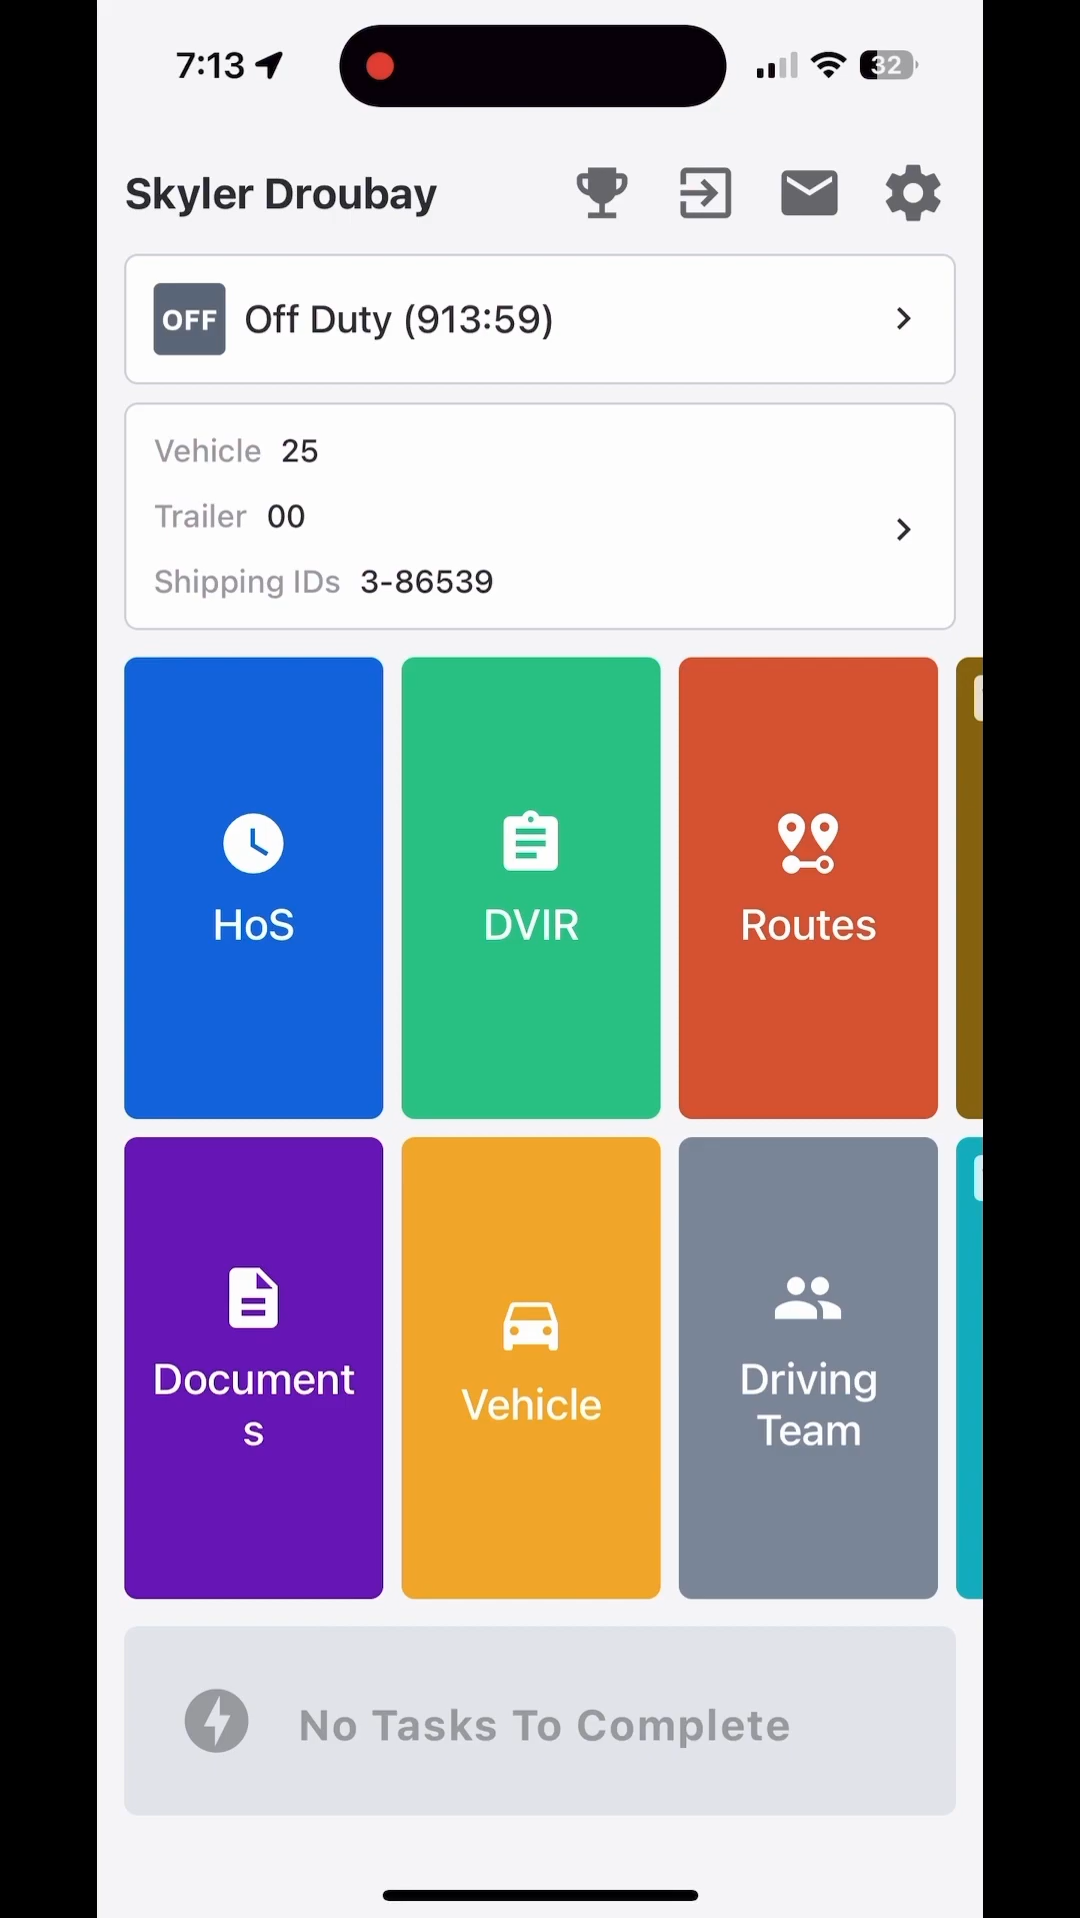 7:13
32
Skyler Droubay
OFF Off Duty (913:59)
Vehicle 25
Trailer 00
Shipping IDs 3-86539
HoS
DVIR
Routes
Document
s
Vehicle
Driving
Team
No Tasks To Complete